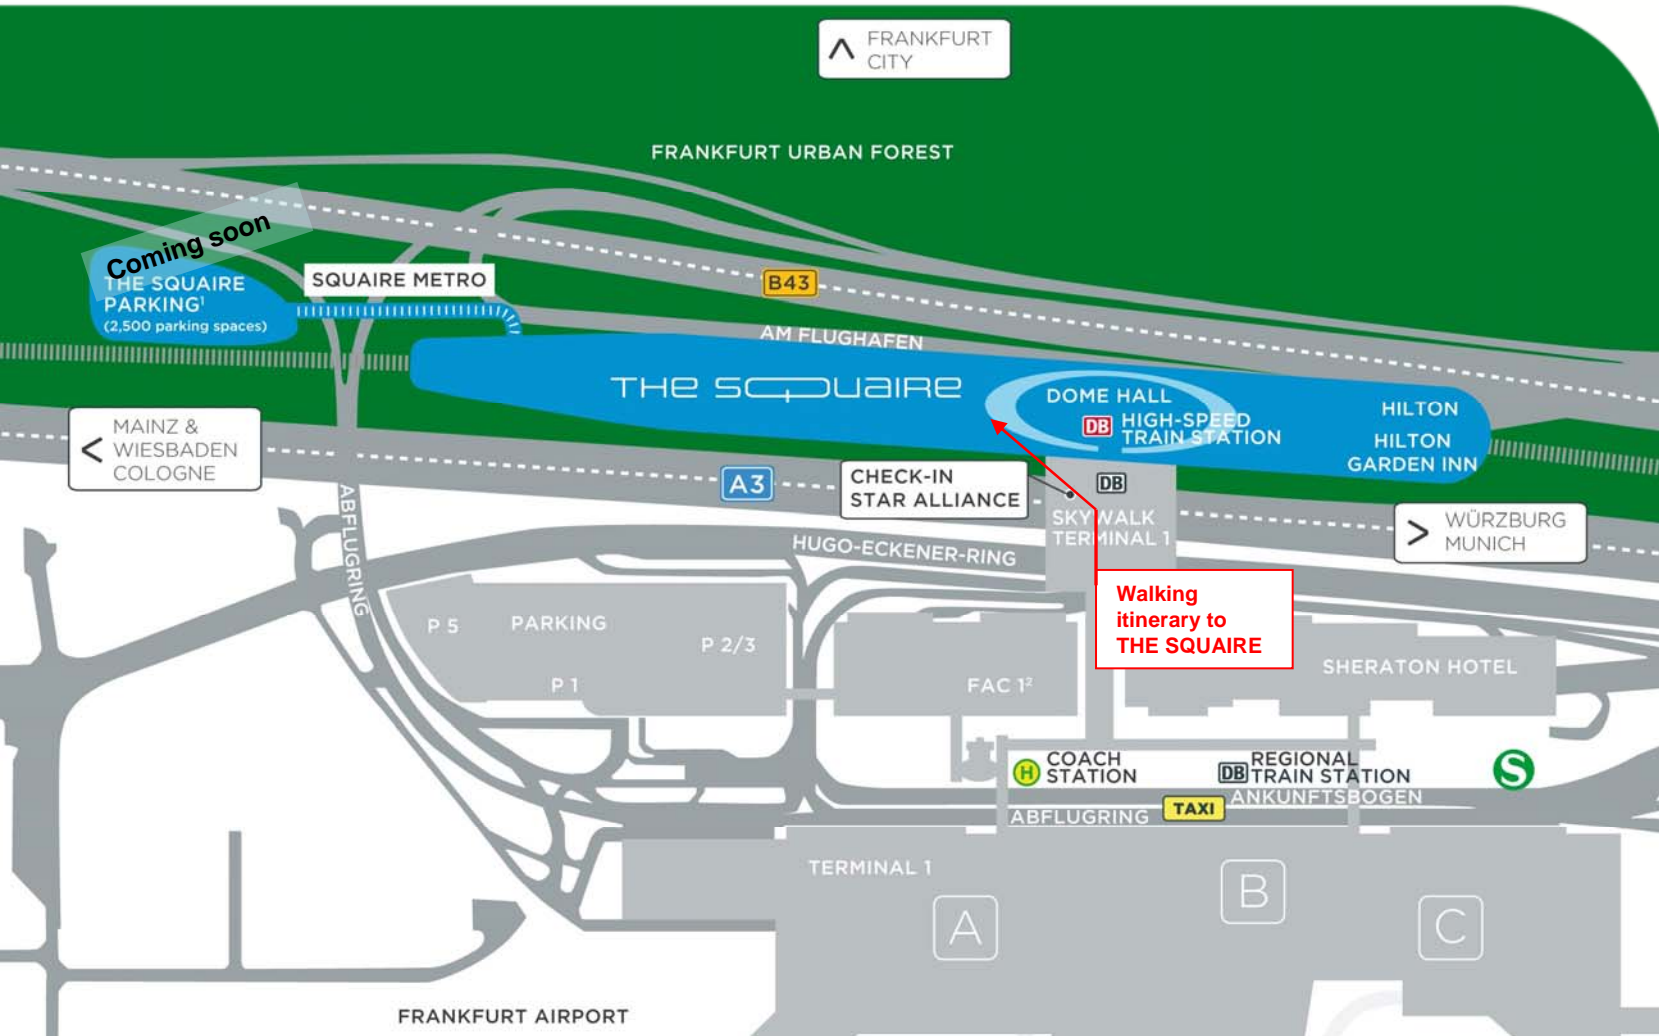 FRANKFURT
CITY
FRANKFURT URBAN FOREST
Coming soon
THE SQUAIRE
PARKING¹
(2,500 parking spaces)
SQUAIRE METRO
B43
AM FLUGHAFEN
THE SQUAIRE
DOME HALL
DB HIGH-SPEED
TRAIN STATION
HILTON
HILTON
GARDEN INN
MAINZ &
WIESBADEN
COLOGNE
A3
CHECK-IN
STAR ALLIANCE
DB
SKYWALK
TERMINAL 1
WÜRZBURG
MUNICH
ABFLUGRING
HUGO-ECKENER-RING
Walking
itinerary to
THE SQUAIRE
P 5
PARKING
P 2/3
P 1
FAC 1²
SHERATON HOTEL
H COACH
STATION
DB REGIONAL
TRAIN STATION
S
ANKUNFTSBOGEN
ABFLUGRING
TAXI
TERMINAL 1
A
B
C
FRANKFURT AIRPORT